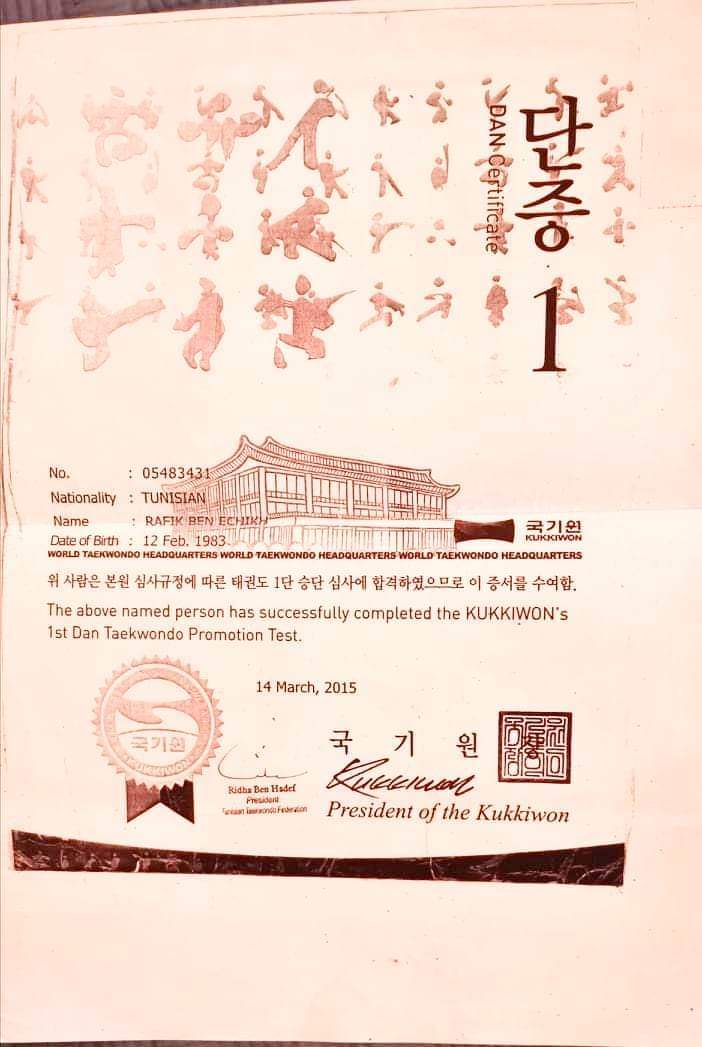 단증
DAN Certificate
1
No. : 05483431
Nationality : TUNISIAN
Name : RAFIK BEN ECHIKH
Date of Birth : 12 Feb. 1983
국기원
KUKKIWON
WORLD TAEKWONDO HEADQUARTERS WORLD TAEKWONDO HEADQUARTERS WORLD TAEKWONDO HEADQUARTERS
위 사람은 본원 심사규정에 따른 태권도 1단 승단 심사에 합격하였으므로 이 증서를 수여함.
The above named person has successfully completed the KUKKIWON's
1st Dan Taekwondo Promotion Test.
14 March, 2015
국기원
KUKKIWON
Ridha Ben Hsdef
President
Tunisian Taekwondo Federation
국 기 원
Kukkiwon
President of the Kukkiwon